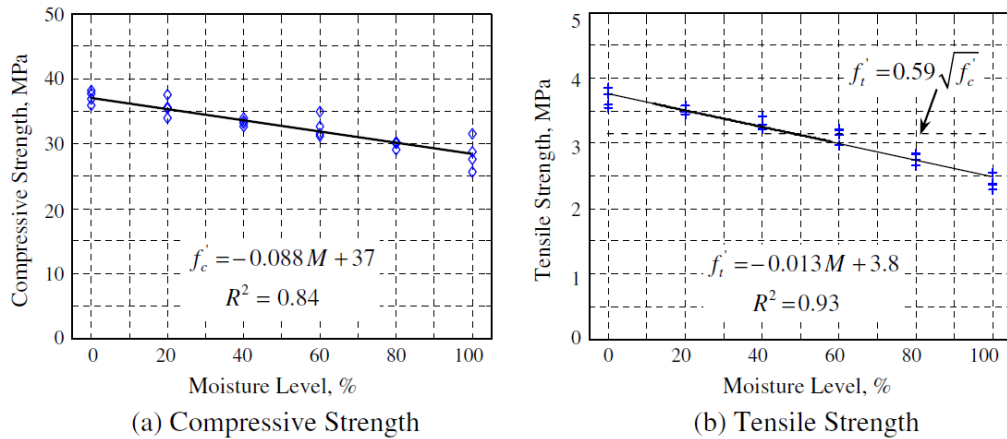 Compressive Strength, MPa
50
40
30
20
10
0
f'c = −0.088 M + 37
R² = 0.84
0 20 40 60 80 100
Moisture Level, %
(a) Compressive Strength
Tensile Strength, MPa
5
4
3
2
1
0
f't = 0.59 √f'c
f't = −0.013 M + 3.8
R² = 0.93
0 20 40 60 80 100
Moisture Level, %
(b) Tensile Strength